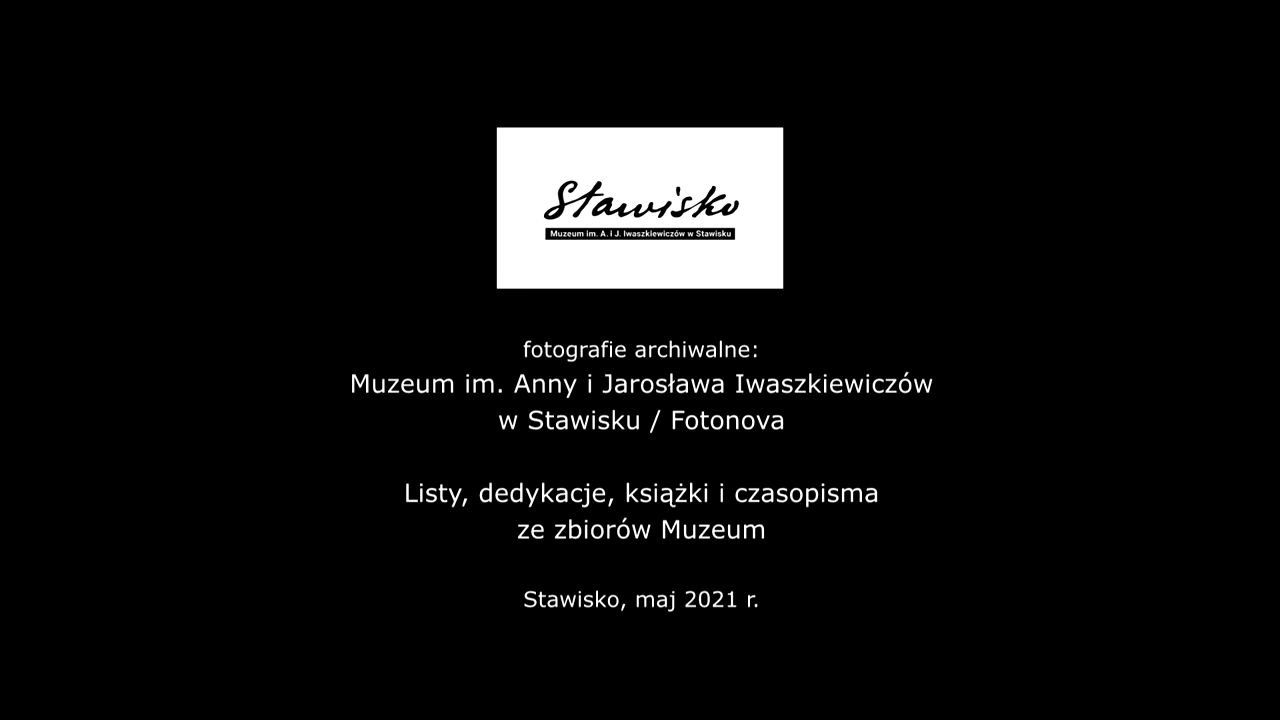 Stawisko
Muzeum im. A. i J. Iwaszkiewiczów w Stawisku
fotografie archiwalne:
Muzeum im. Anny i Jarosława Iwaszkiewiczów
w Stawisku / Fotonova
Listy, dedykacje, książki i czasopisma
ze zbiorów Muzeum
Stawisko, maj 2021 r.